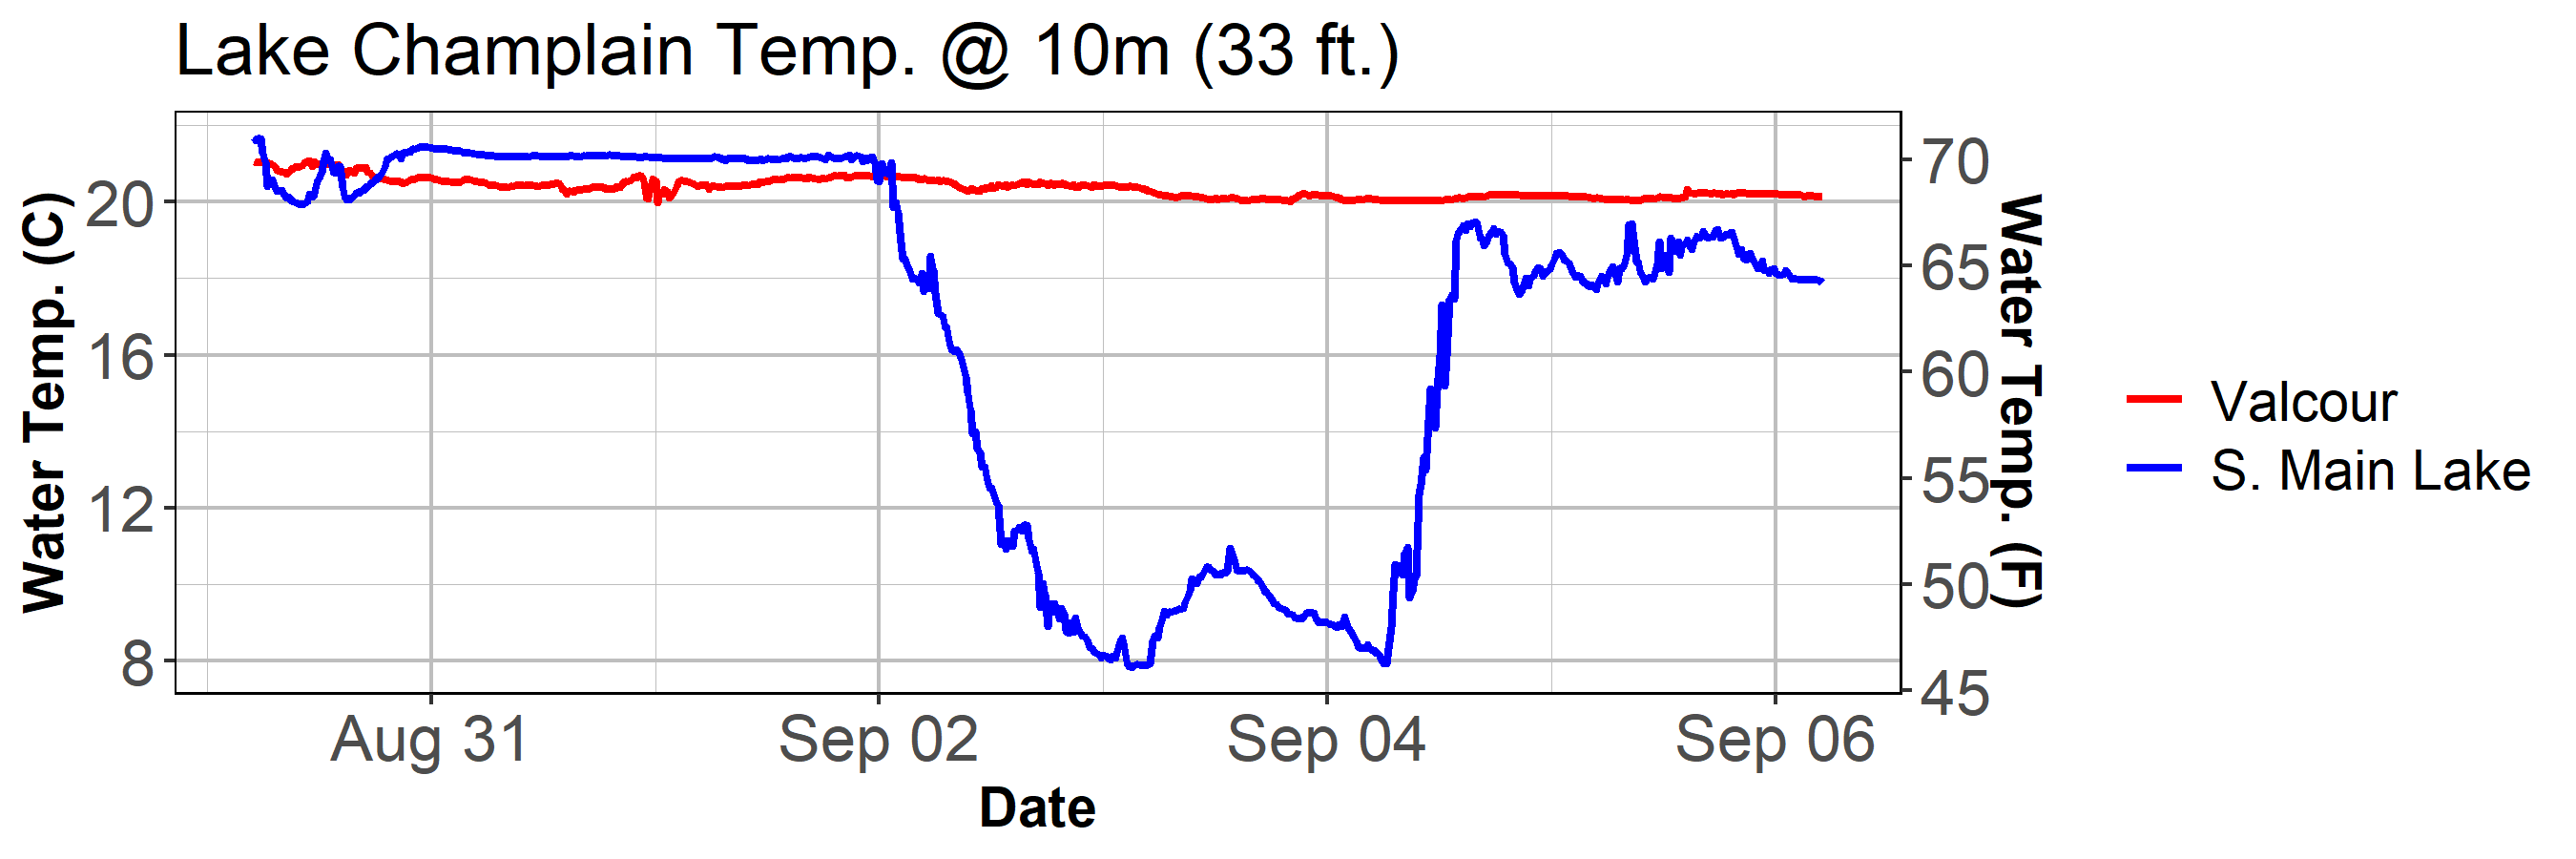 Lake Champlain Temp. @ 10m (33 ft.)
Water Temp. (C)
20
16
12
8
70
65
60
55
50
45
Water Temp. (F)
Aug 31
Sep 02
Sep 04
Sep 06
Date
Valcour
S. Main Lake